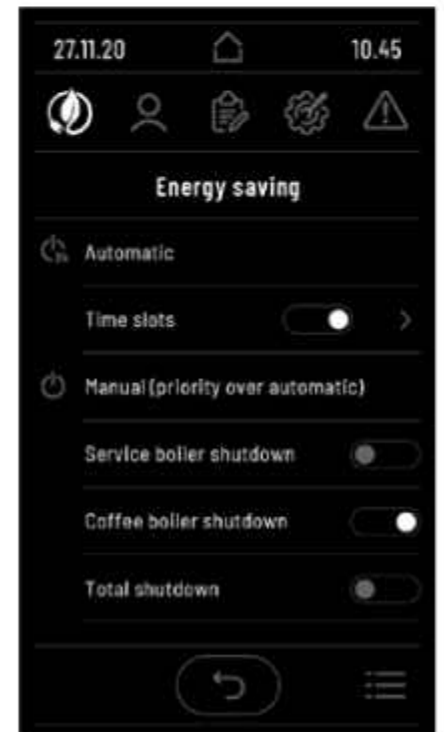 27.11.20 10.45
Energy saving
Automatic
Time slots
Manual (priority over automatic)
Service boiler shutdown
Coffee boiler shutdown
Total shutdown